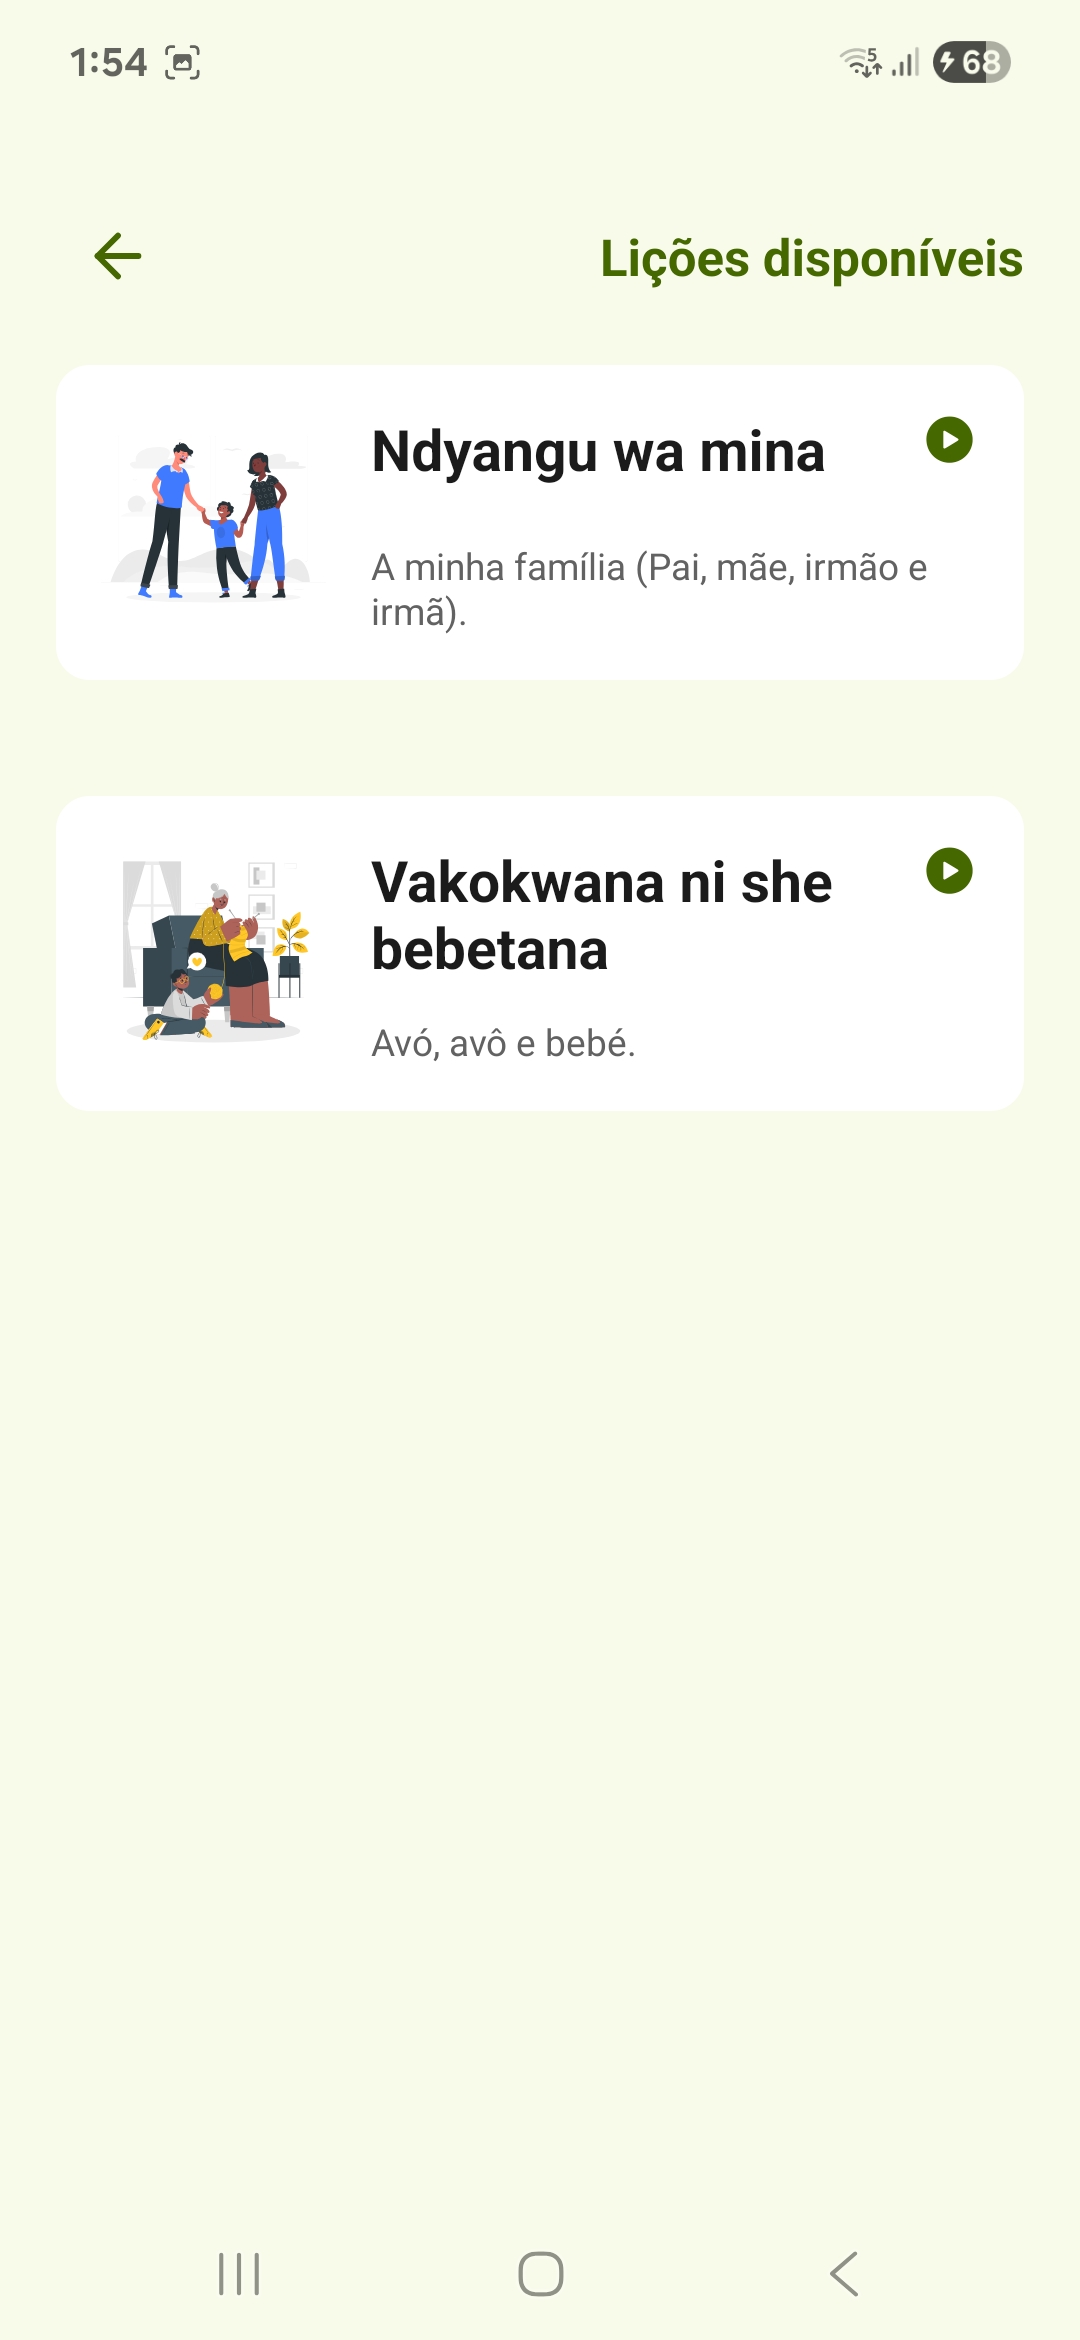 1:54
5
68
Lições disponíveis
Ndyangu wa mina
A minha família (Pai, mãe, irmão e
irmã).
Vakokwana ni she
bebetana
Avó, avô e bebé.